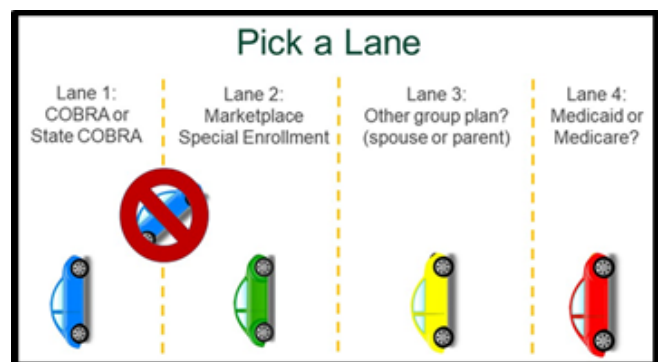 Pick a Lane
Lane 1:
COBRA or
State COBRA
Lane 2:
Marketplace
Special Enrollment
Lane 3:
Other group plan?
(spouse or parent)
Lane 4:
Medicaid or
Medicare?